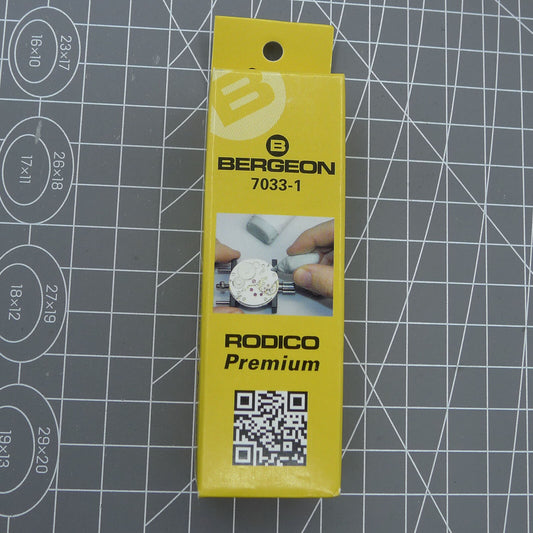 23×17
16×10
26×18
17×11
27×19
18×12
29×20
19×13
B
B
BERGEON
7033-1
RODICO
Premium